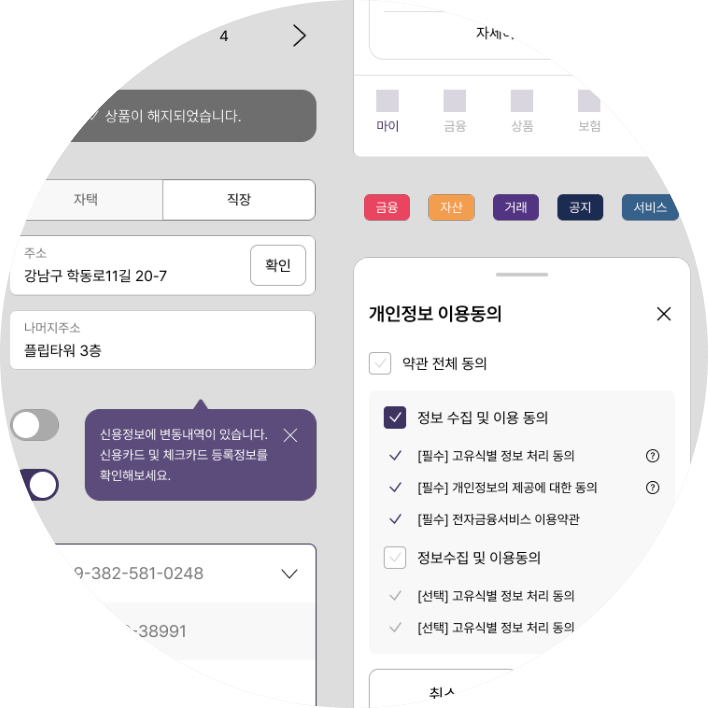 4
상품이 해지되었습니다.
자택
직장
주소
강남구 학동로11길 20-7
확인
나머지주소
플립타워 3층
신용정보에 변동내역이 있습니다.
신용카드 및 체크카드 등록정보를
확인해보세요.
9-382-581-0248
-38991
마이
금융
상품
보험
금융
자산
거래
공지
서비스
개인정보 이용동의
약관 전체 동의
정보 수집 및 이용 동의
[필수] 고유식별 정보 처리 동의
[필수] 개인정보의 제공에 대한 동의
[필수] 전자금융서비스 이용약관
정보수집 및 이용동의
[선택] 고유식별 정보 처리 동의
[선택] 고유식별 정보 처리 동의